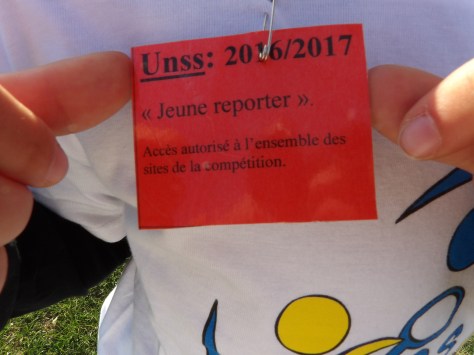 Unss: 2016/2017
« Jeune reporter ».
Accès autorisé à l'ensemble des
sites de la compétition.